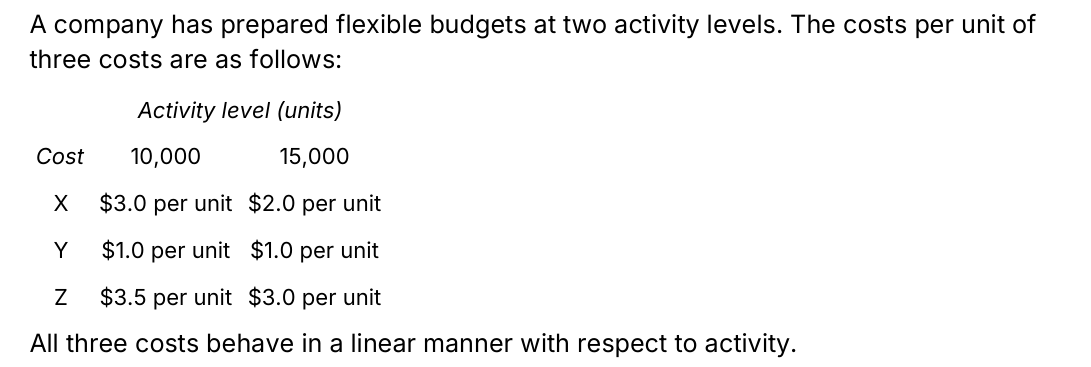 A company has prepared flexible budgets at two activity levels. The costs per unit of
three costs are as follows:
Activity level (units)
Cost 10,000 15,000
X $3.0 per unit $2.0 per unit
Y $1.0 per unit $1.0 per unit
Z $3.5 per unit $3.0 per unit
All three costs behave in a linear manner with respect to activity.